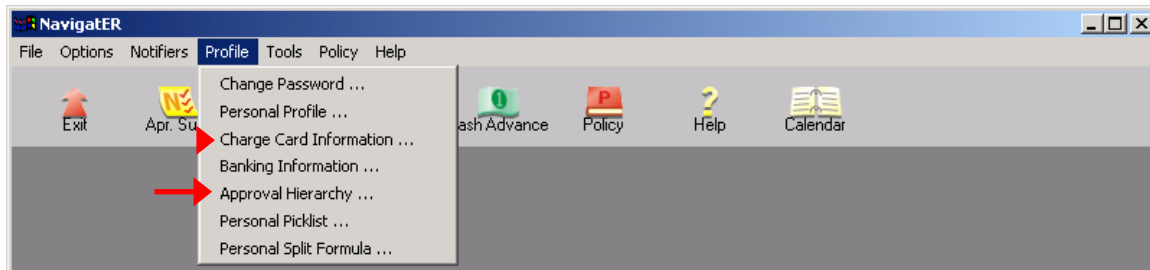 NavigatER
File Options Notifiers Profile Tools Policy Help
Change Password ...
Personal Profile ...
Charge Card Information ...
Banking Information ...
Approval Hierarchy ...
Personal Picklist ...
Personal Split Formula ...
Exit Apr. Su ash Advance Policy Help Calendar